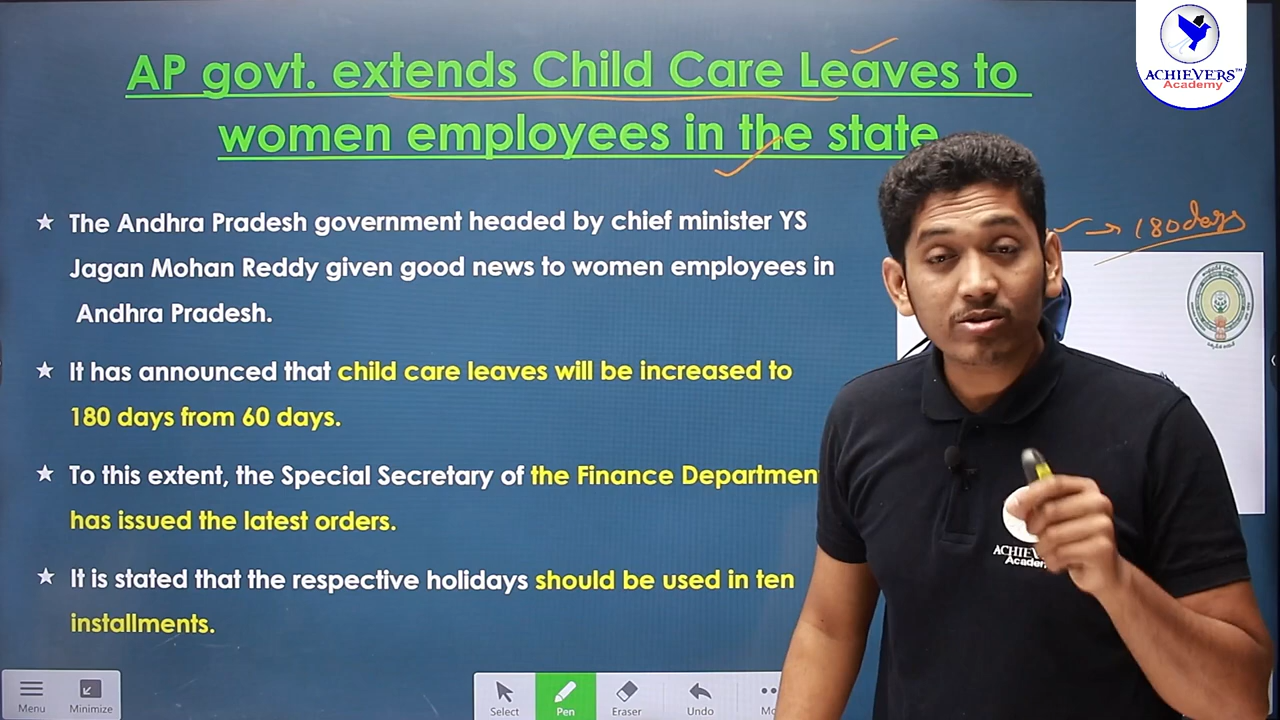 ACHIEVERS™
Academy
AP govt. extends Child Care Leaves to
women employees in the state
→ 180 days
★ The Andhra Pradesh government headed by chief minister YS
Jagan Mohan Reddy given good news to women employees in
Andhra Pradesh.
★ It has announced that child care leaves will be increased to
180 days from 60 days.
★ To this extent, the Special Secretary of the Finance Department
has issued the latest orders.
★ It is stated that the respective holidays should be used in ten
installments.
Academy
Menu
Minimize
Select
Pen
Eraser
Undo